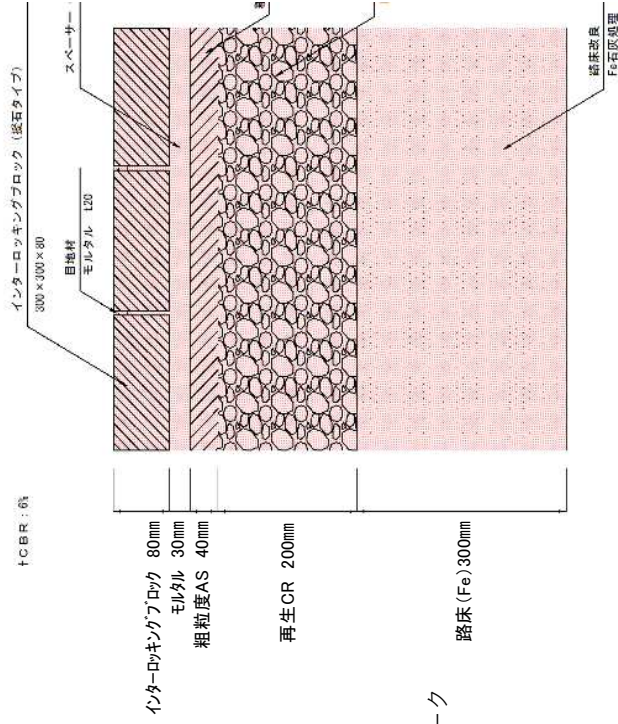 インターロッキングブロック (擬石タイプ)
300×300×80
目地材
モルタル t20
スペーサー
路床改良
Fe石灰処理
CBR：6%
インターロッキングブロック 80mm
モルタル 30mm
粗粒度AS 40mm
再生CR 200mm
路床(Fe)300mm
ーク